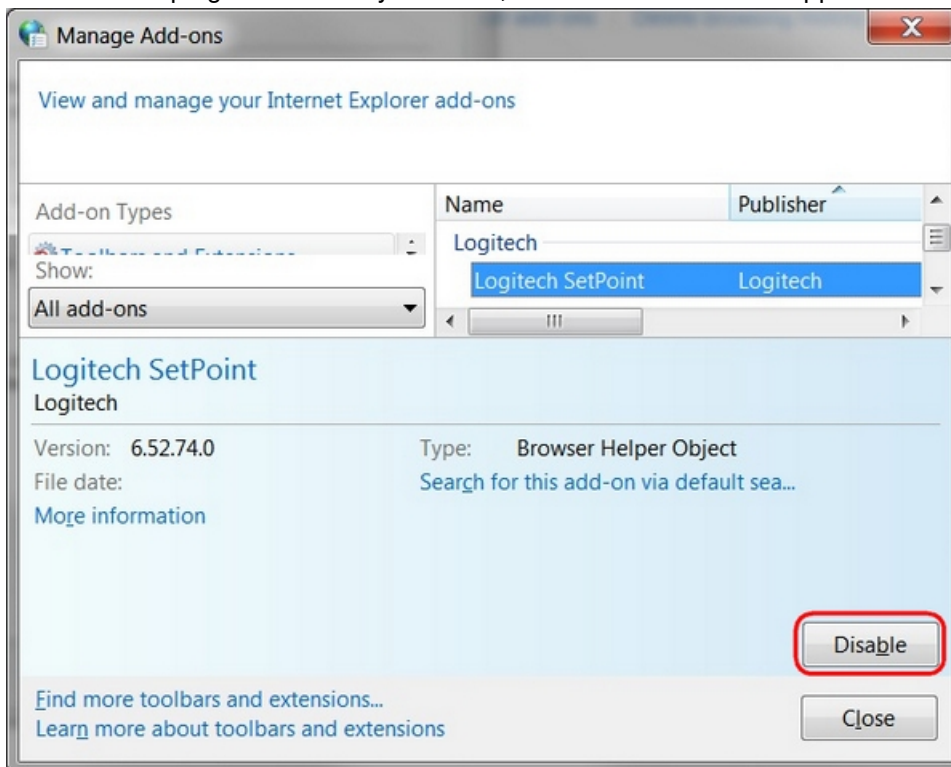 Manage Add-ons
View and manage your Internet Explorer add-ons
Add-on Types
Toolbars and Extensions
Show:
All add-ons
Name Publisher
Logitech
Logitech SetPoint Logitech
Logitech SetPoint
Logitech
Version: 6.52.74.0 Type: Browser Helper Object
File date: Search for this add-on via default sea...
More information
Disable
Find more toolbars and extensions...
Learn more about toolbars and extensions
Close